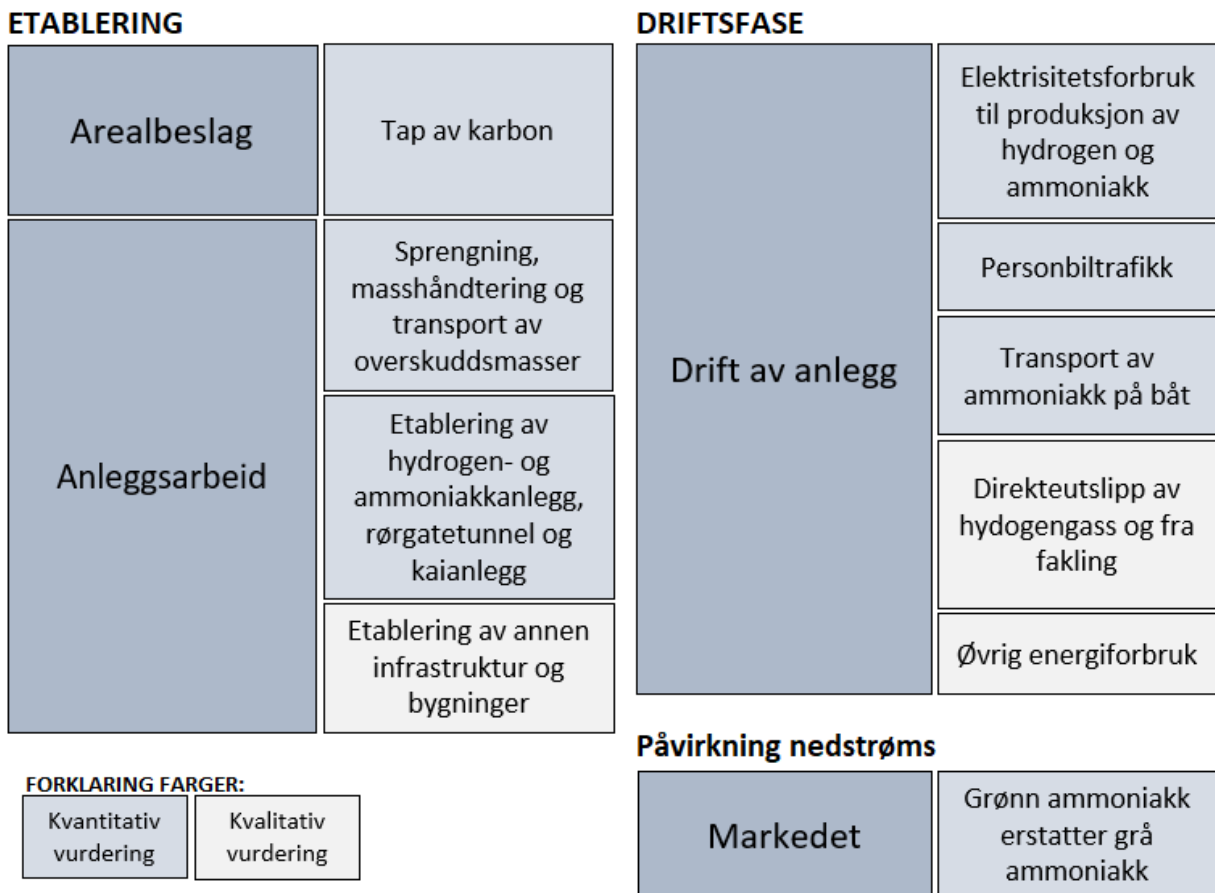 ETABLERING
Arealbeslag
Tap av karbon
Anleggsarbeid
Sprengning,
masshåndtering og
transport av
overskuddsmasser
Etablering av
hydrogen- og
ammoniakkanlegg,
rørgatetunnel og
kaianlegg
Etablering av annen
infrastruktur og
bygninger
FORKLARING FARGER:
Kvantitativ
vurdering
Kvalitativ
vurdering
DRIFTSFASE
Drift av anlegg
Elektrisitetsforbruk
til produksjon av
hydrogen og
ammoniakk
Personbiltrafikk
Transport av
ammoniakk på båt
Direkteutslipp av
hydogengass og fra
fakling
Øvrig energiforbruk
Påvirkning nedstrøms
Markedet
Grønn ammoniakk
erstatter grå
ammoniakk